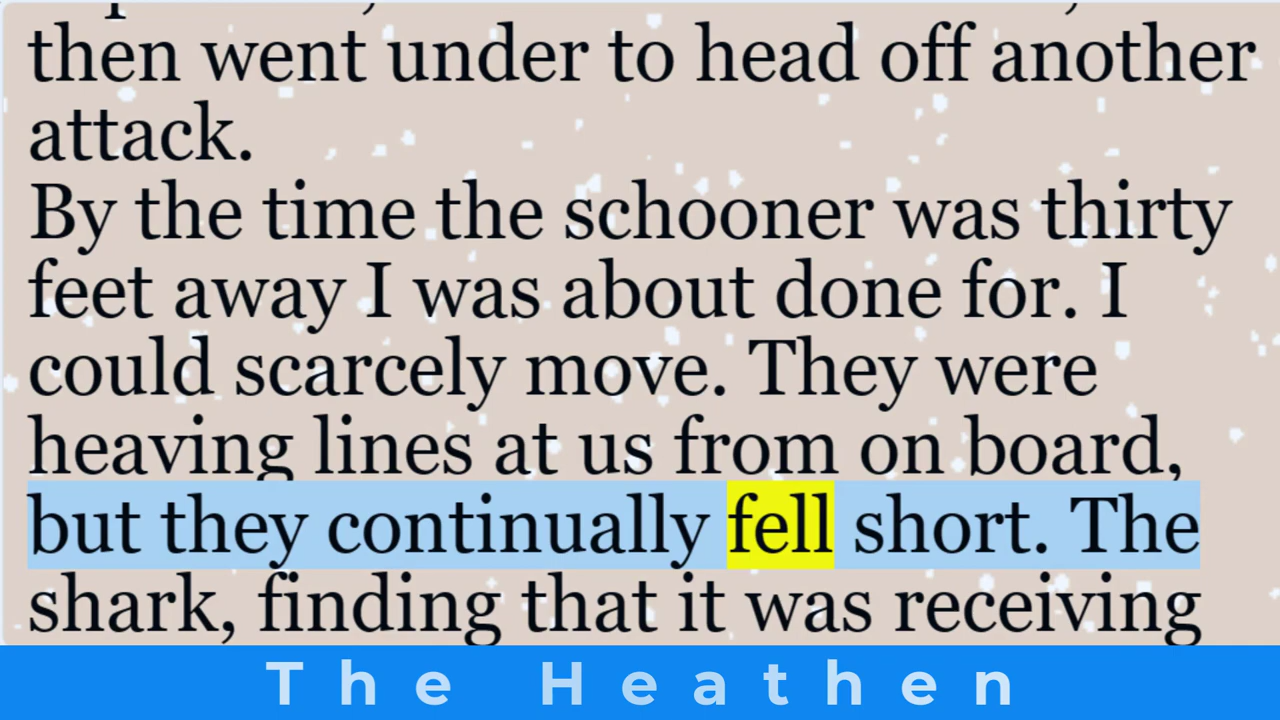 then went under to head off another
attack.
By the time the schooner was thirty
feet away I was about done for. I
could scarcely move. They were
heaving lines at us from on board,
but they continually fell short. The
shark, finding that it was receiving
The Heathen